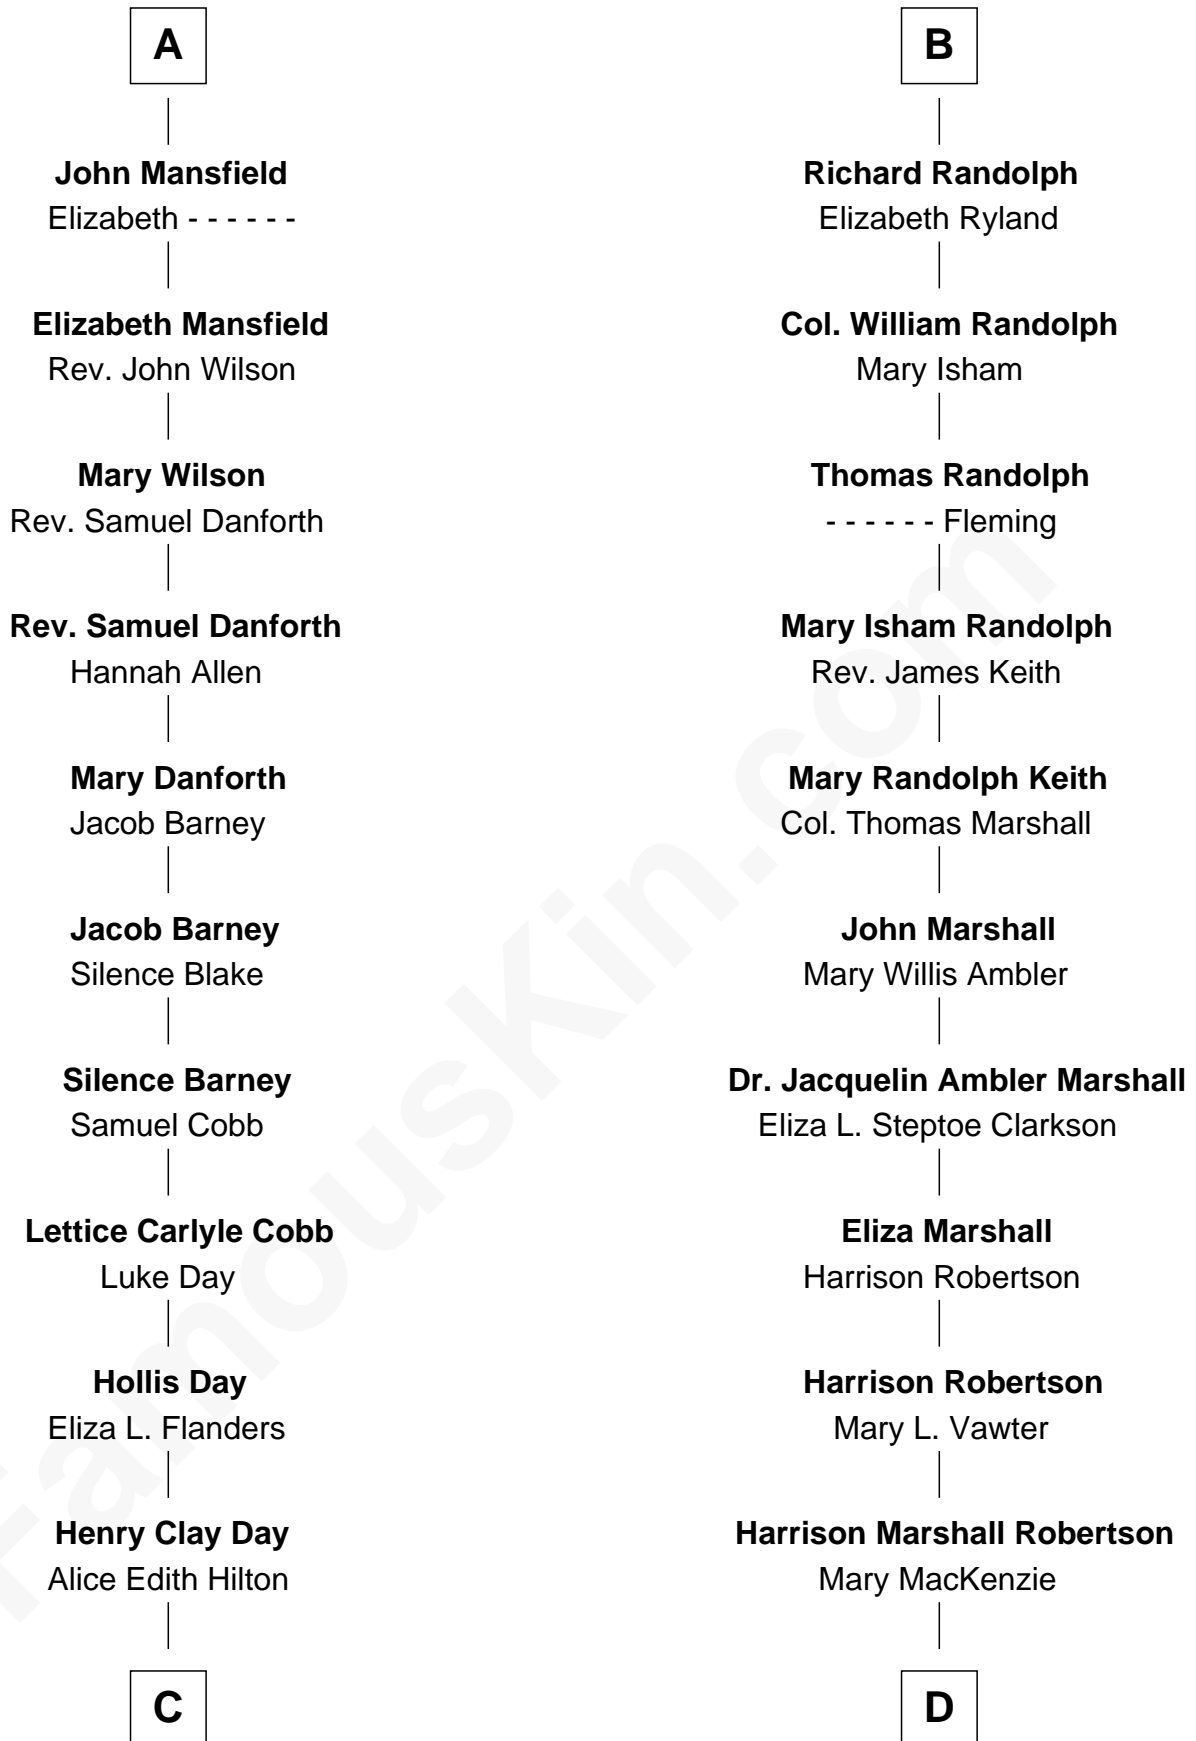 A
John Mansfield
Elizabeth - - - - - -
Elizabeth Mansfield
Rev. John Wilson
Mary Wilson
Rev. Samuel Danforth
Rev. Samuel Danforth
Hannah Allen
Mary Danforth
Jacob Barney
Jacob Barney
Silence Blake
Silence Barney
Samuel Cobb
Lettice Carlyle Cobb
Luke Day
Hollis Day
Eliza L. Flanders
Henry Clay Day
Alice Edith Hilton
C
B
Richard Randolph
Elizabeth Ryland
Col. William Randolph
Mary Isham
Thomas Randolph
- - - - - - Fleming
Mary Isham Randolph
Rev. James Keith
Mary Randolph Keith
Col. Thomas Marshall
John Marshall
Mary Willis Ambler
Dr. Jacquelin Ambler Marshall
Eliza L. Steptoe Clarkson
Eliza Marshall
Harrison Robertson
Harrison Robertson
Mary L. Vawter
Harrison Marshall Robertson
Mary MacKenzie
D
FamousKin.com